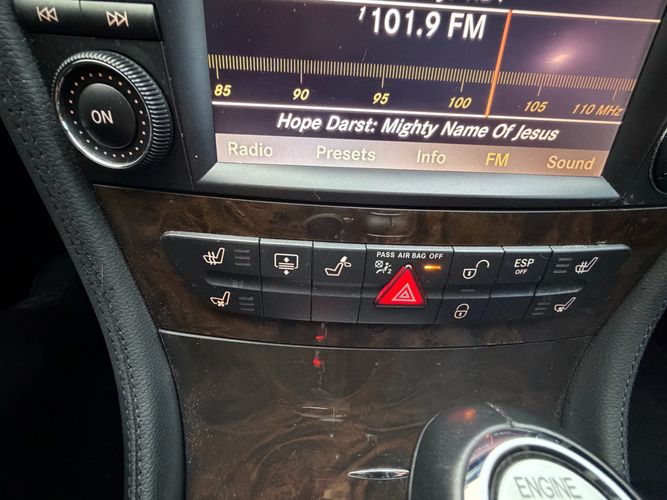 ¹101.9 FM
85 90 95 100 105 110 MHz
Hope Darst: Mighty Name Of Jesus
Radio Presets Info FM Sound
ON
PASS AIR BAG OFF
ESP
OFF
ENGINE